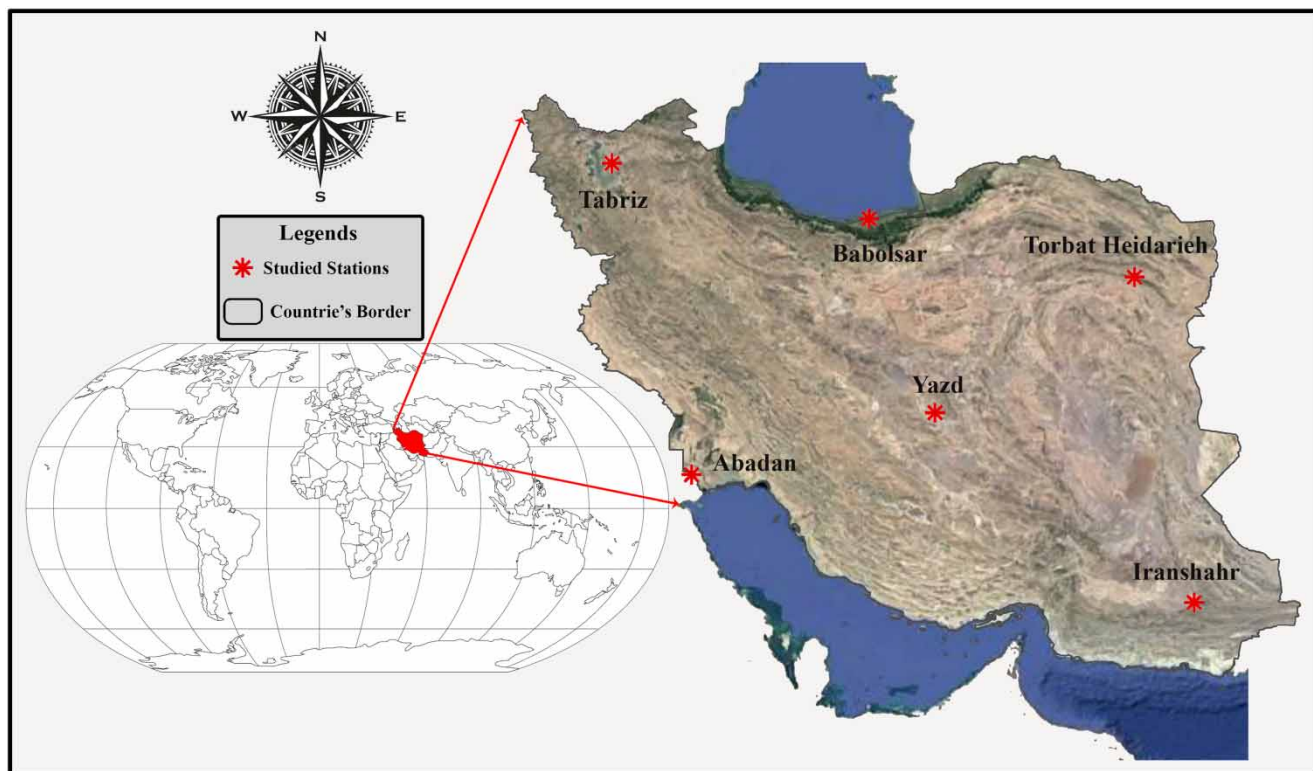 N
W
E
S
Legends
Studied Stations
Countrie's Border
Tabriz
Babolsar
Torbat Heidarieh
Yazd
Abadan
Iranshahr